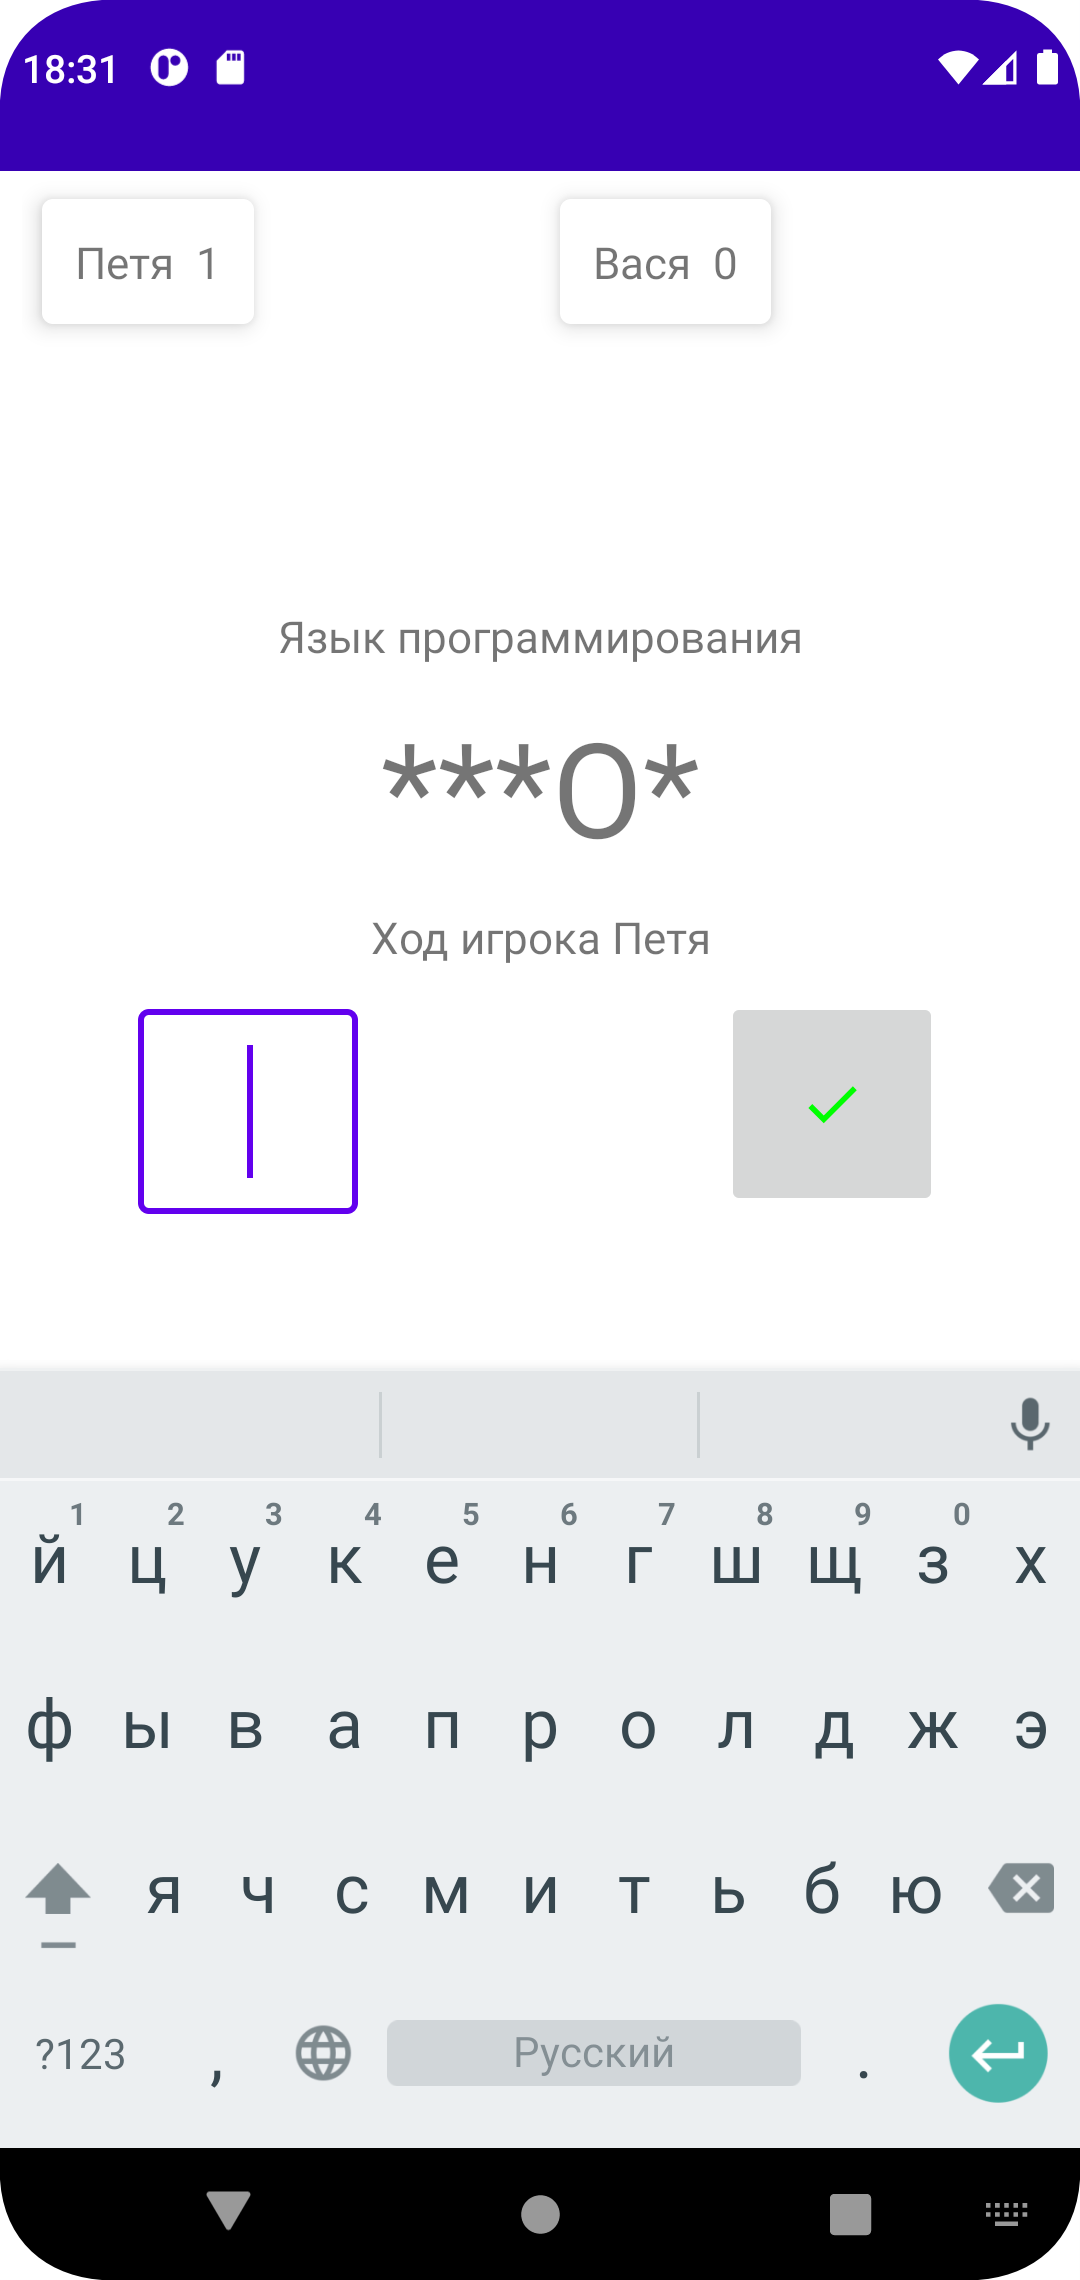 18:31
Петя 1
Вася 0
Язык программирования
***О*
Ход игрока Петя
1 2 3 4 5 6 7 8 9 0
й ц у к е н г ш щ з х
ф ы в а п р о л д ж э
я ч с м и т ь б ю
?123 , Русский .